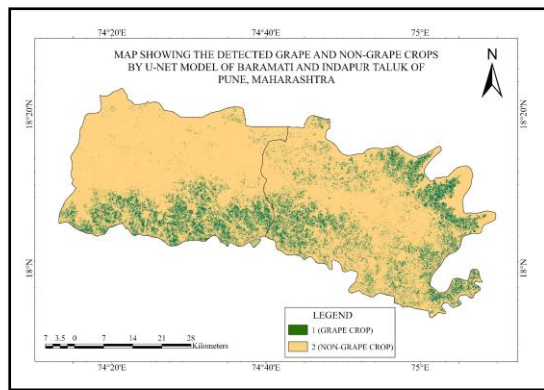 74°20'E 74°40'E 75°E
MAP SHOWING THE DETECTED GRAPE AND NON-GRAPE CROPS
BY U-NET MODEL OF BARAMATI AND INDAPUR TALUK OF
PUNE, MAHARASHTRA
N
18°20'N 18°20'N
18°N 18°N
LEGEND
1 (GRAPE CROP)
2 (NON-GRAPE CROP)
7 3.5 0 7 14 21 28
Kilometers
74°20'E 74°40'E 75°E